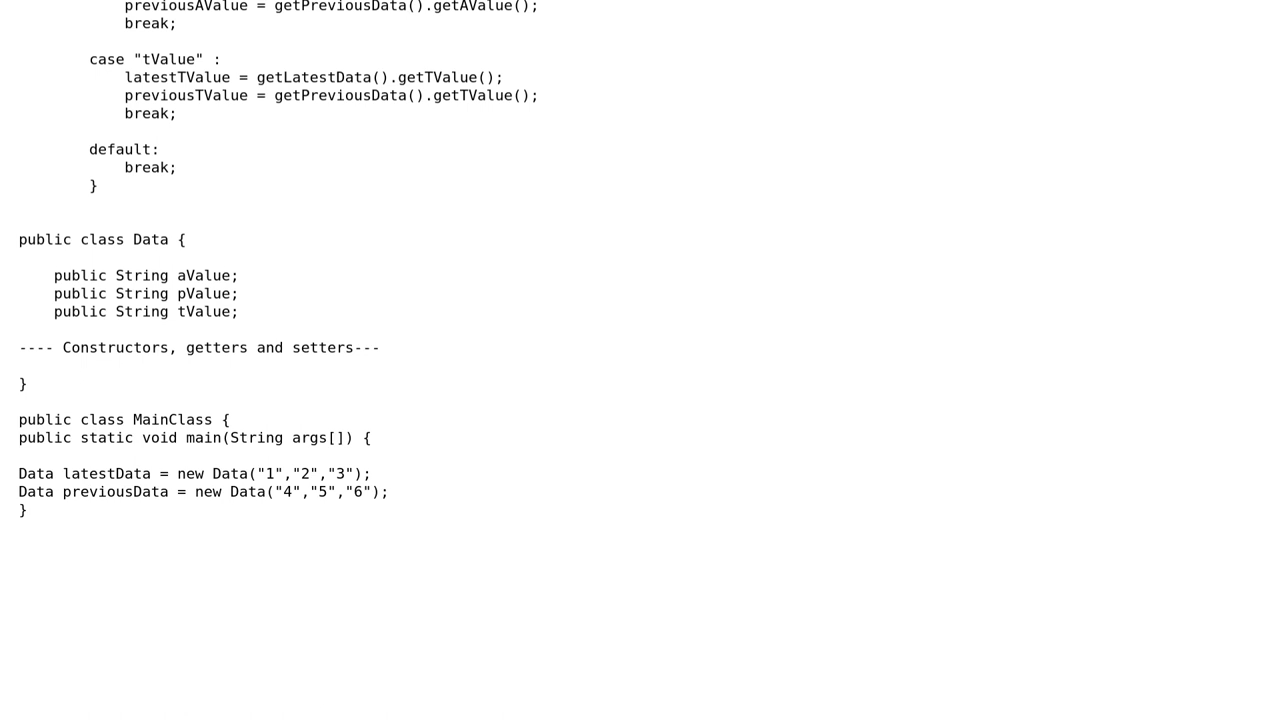 previousAValue = getPreviousData().getAValue();
            break;

        case "tValue" :
            latestTValue = getLatestData().getTValue();
            previousTValue = getPreviousData().getTValue();
            break;

        default:
            break;
        }


public class Data {

    public String aValue;
    public String pValue;
    public String tValue;

---- Constructors, getters and setters---

}

public class MainClass {
public static void main(String args[]) {

Data latestData = new Data("1","2","3");
Data previousData = new Data("4","5","6");
}